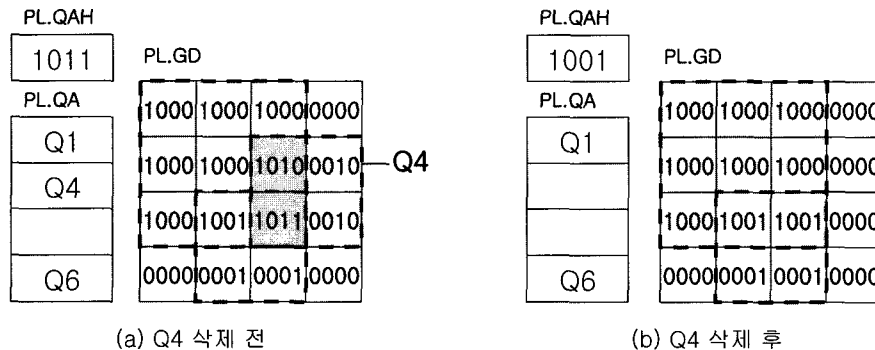 PL.QAH
1011
PL.QA
Q1
Q4
Q6
PL.GD
1000 1000 1000 0000
1000 1000 1010 0010
1000 1001 1011 0010
0000 0001 0001 0000
Q4
(a) Q4 삭제 전
PL.QAH
1001
PL.QA
Q1
Q6
PL.GD
1000 1000 1000 0000
1000 1000 1000 0000
1000 1001 1001 0000
0000 0001 0001 0000
(b) Q4 삭제 후